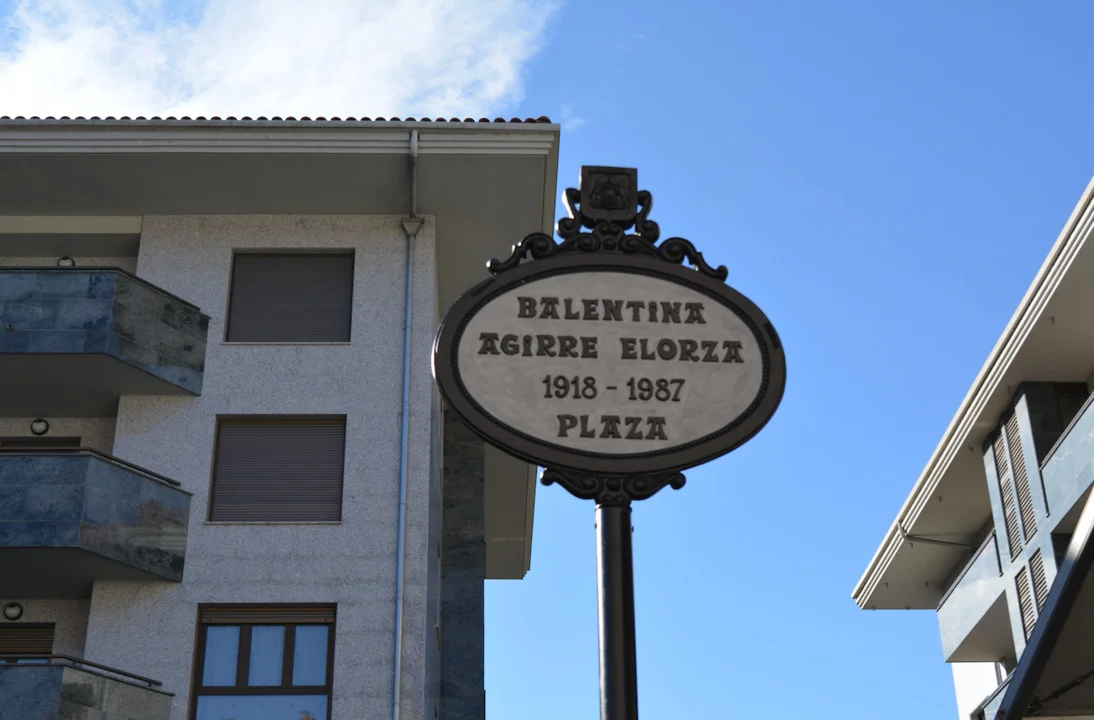 BALENTINA
AGIRRE ELORZA
1918 - 1987
PLAZA